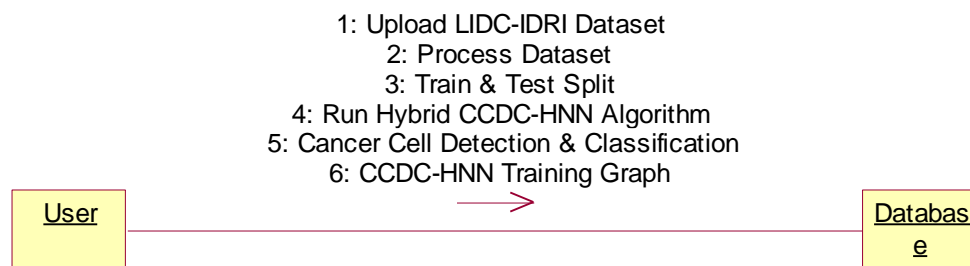 1: Upload LIDC-IDRI Dataset
2: Process Dataset
3: Train & Test Split
4: Run Hybrid CCDC-HNN Algorithm
5: Cancer Cell Detection & Classification
6: CCDC-HNN Training Graph
User
Databas
e